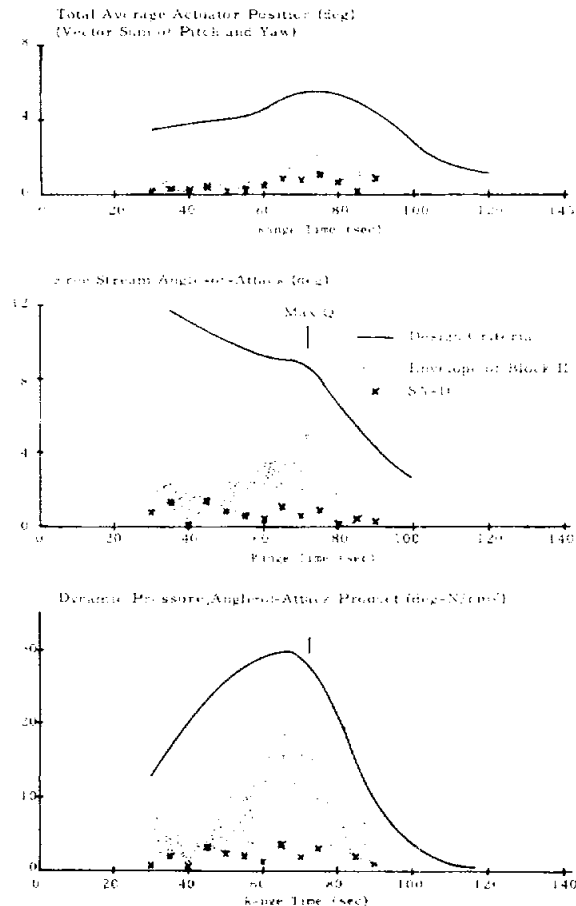 Total Average Actuator Position (deg)
(Vector Sum of Pitch and Yaw)
8
4
0
0 20 40 60 80 100 120 140
Range Time (sec)
Free Stream Angle-of-Attack (deg)
12
Max Q
Design Criteria
8
Envelope of Block II
4
0
0 20 40 60 80 100 120 140
Range Time (sec)
Dynamic Pressure Angle-of-Attack Product (deg-N/cm²)
30
20
10
0
0 20 40 60 80 100 120 140
Range Time (sec)